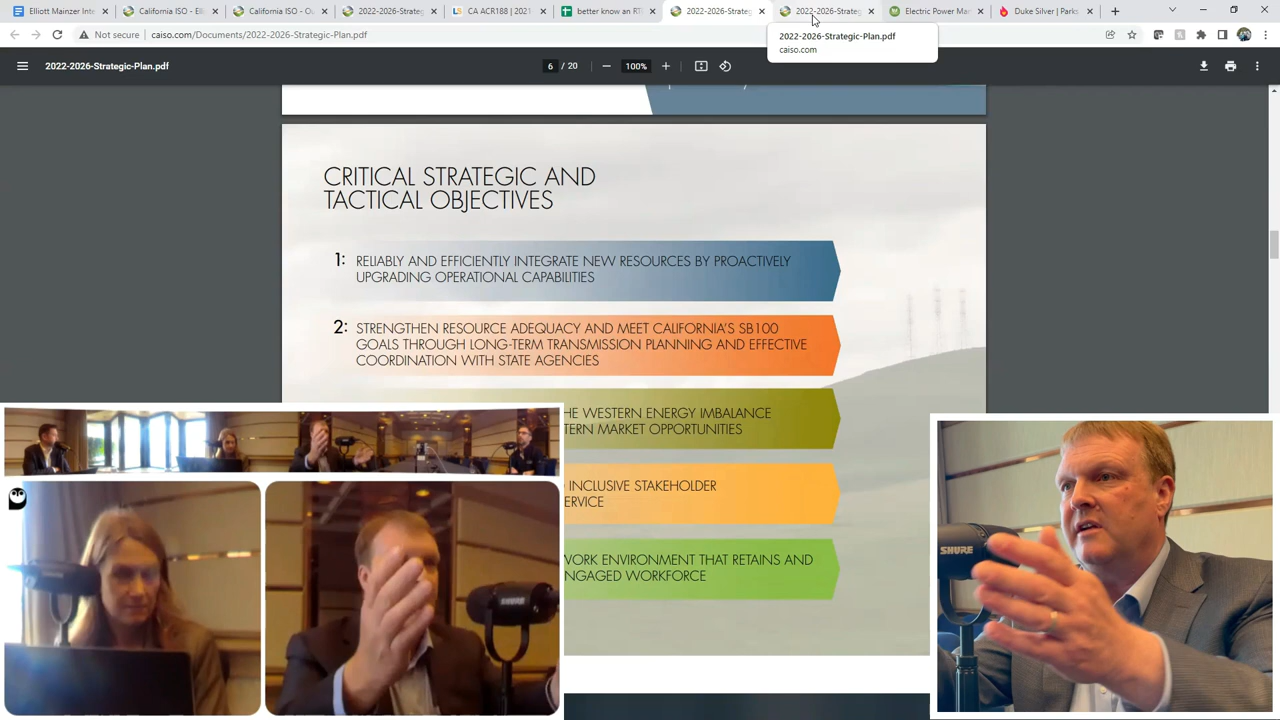 Elliott Mainzer Inte
California ISO - Elli
California ISO - Ou
2022-2026-Strateg
CA ACR188 | 2021
better know an RT
2022-2026-Strateg
2022-2026-Strateg
Electric Power Mar
Duke Silver | Parks
Not secure
caiso.com/Documents/2022-2026-Strategic-Plan.pdf
2022-2026-Strategic-Plan.pdf
caiso.com
2022-2026-Strategic-Plan.pdf
6 / 20
100%
CRITICAL STRATEGIC AND
TACTICAL OBJECTIVES
1: RELIABLY AND EFFICIENTLY INTEGRATE NEW RESOURCES BY PROACTIVELY
UPGRADING OPERATIONAL CAPABILITIES
2: STRENGTHEN RESOURCE ADEQUACY AND MEET CALIFORNIA'S SB100
GOALS THROUGH LONG-TERM TRANSMISSION PLANNING AND EFFECTIVE
COORDINATION WITH STATE AGENCIES
HE WESTERN ENERGY IMBALANCE
TERN MARKET OPPORTUNITIES
INCLUSIVE STAKEHOLDER
ERVICE
WORK ENVIRONMENT THAT RETAINS AND
NGAGED WORKFORCE
SHURE
SHURE